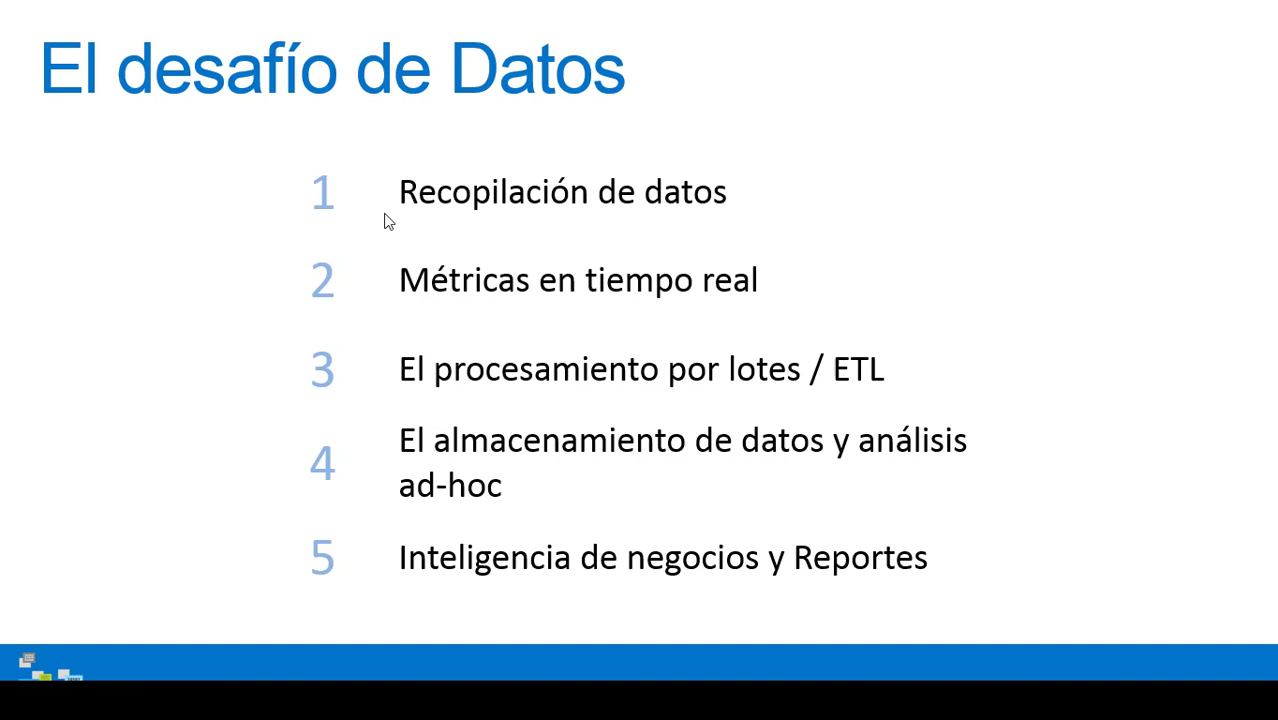 El desafío de Datos
1 Recopilación de datos
2 Métricas en tiempo real
3 El procesamiento por lotes / ETL
4 El almacenamiento de datos y análisis
ad-hoc
5 Inteligencia de negocios y Reportes